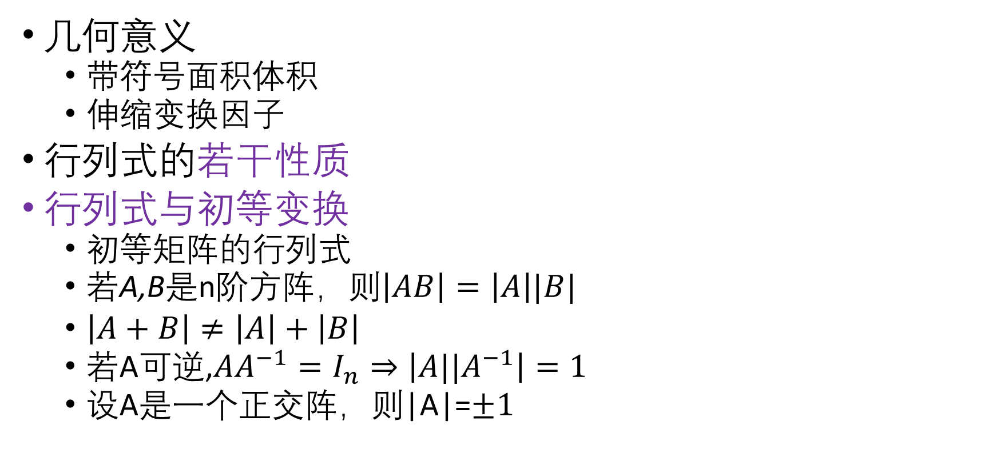 • 几何意义
• 带符号面积体积
• 伸缩变换因子
• 行列式的若干性质
• 行列式与初等变换
• 初等矩阵的行列式
• 若A,B是n阶方阵，则|AB| = |A||B|
• |A + B| ≠ |A| + |B|
• 若A可逆,AA⁻¹ = Iₙ ⇒ |A||A⁻¹| = 1
• 设A是一个正交阵，则|A|=±1